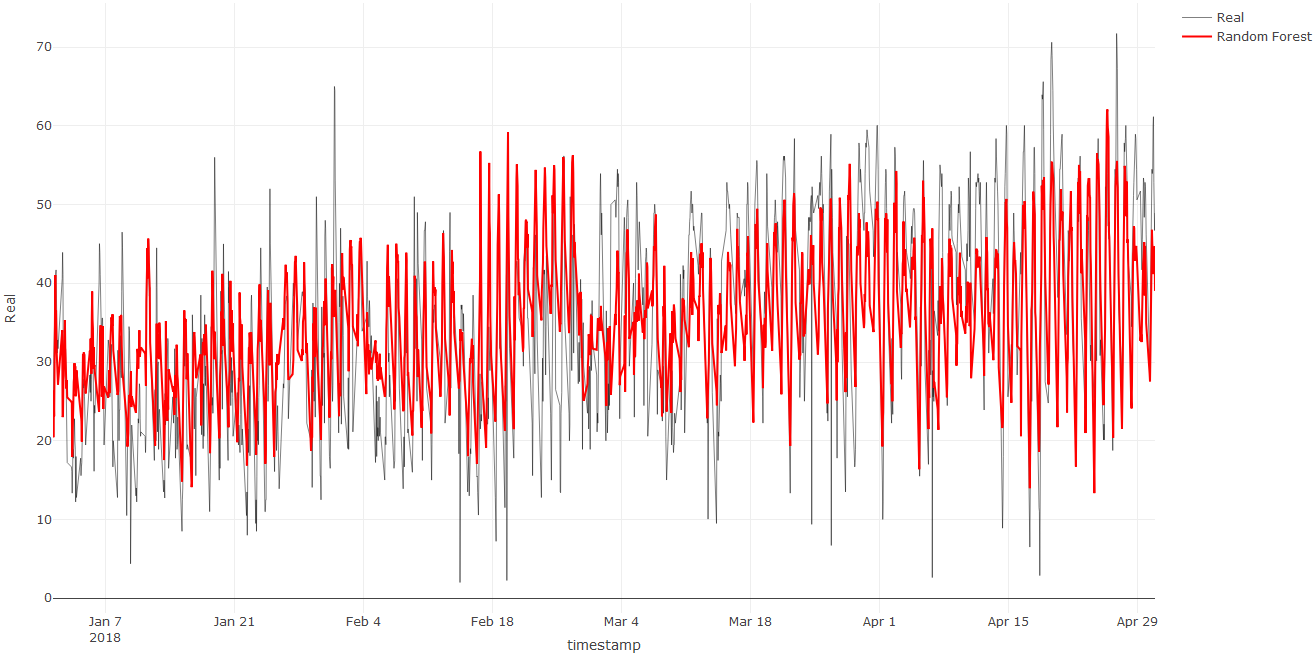 Real
Random Forest
70
60
50
40
30
20
10
0
Real
Jan 7
2018
Jan 21
Feb 4
Feb 18
Mar 4
Mar 18
Apr 1
Apr 15
Apr 29
timestamp